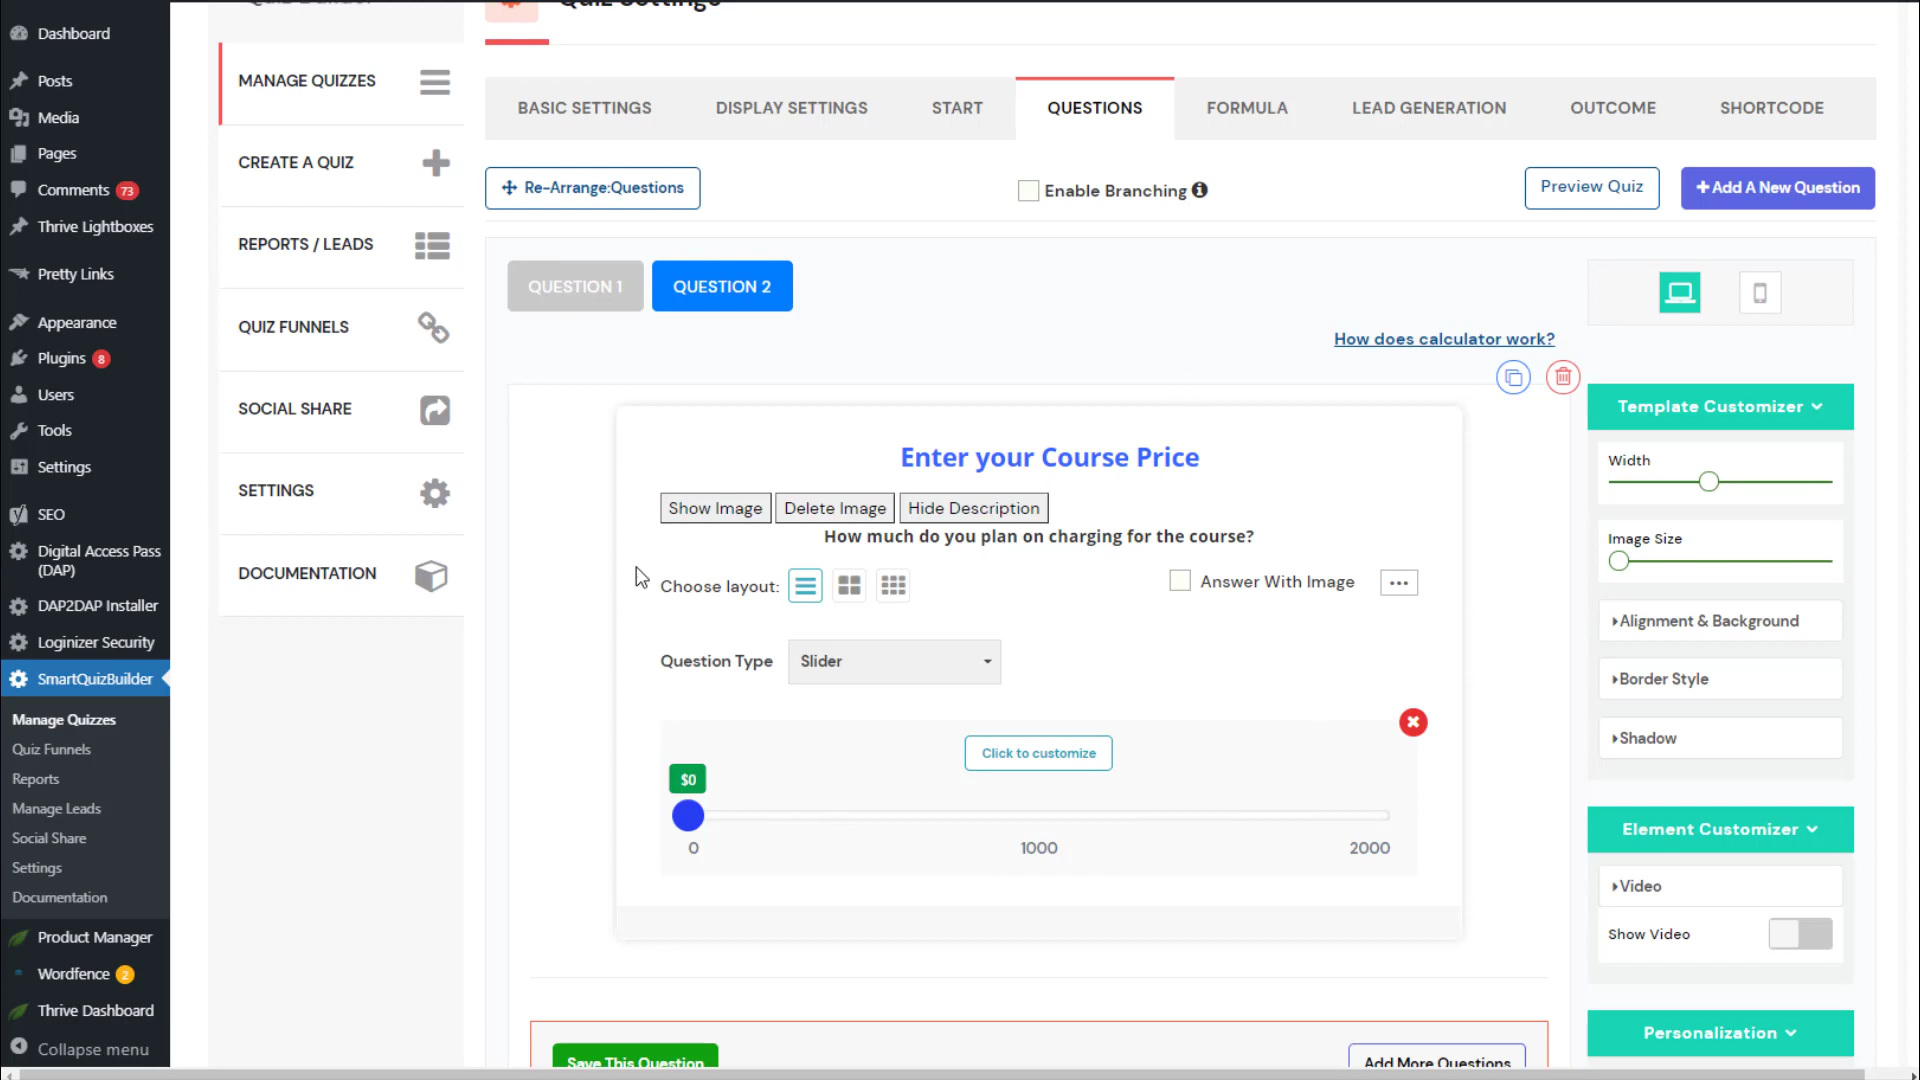 Dashboard
Posts
Media
Pages
Comments 73
Thrive Lightboxes
Pretty Links
Appearance
Plugins 8
Users
Tools
Settings
SEO
Digital Access Pass
(DAP)
DAP2DAP Installer
Loginizer Security
SmartQuizBuilder
Manage Quizzes
Quiz Funnels
Reports
Manage Leads
Social Share
Settings
Documentation
Product Manager
Wordfence 2
Thrive Dashboard
Collapse menu
MANAGE QUIZZES
CREATE A QUIZ
REPORTS / LEADS
QUIZ FUNNELS
SOCIAL SHARE
SETTINGS
DOCUMENTATION
Quiz Settings
BASIC SETTINGS
DISPLAY SETTINGS
START
QUESTIONS
FORMULA
LEAD GENERATION
OUTCOME
SHORTCODE
Re-Arrange:Questions
Enable Branching
Preview Quiz
Add A New Question
QUESTION 1
QUESTION 2
How does calculator work?
Enter your Course Price
Show Image
Delete Image
Hide Description
How much do you plan on charging for the course?
Choose layout:
Answer With Image
Question Type
Slider
Click to customize
$0
0
1000
2000
Save This Question
Add More Questions
Template Customizer
Width
Image Size
Alignment & Background
Border Style
Shadow
Element Customizer
Video
Show Video
Personalization